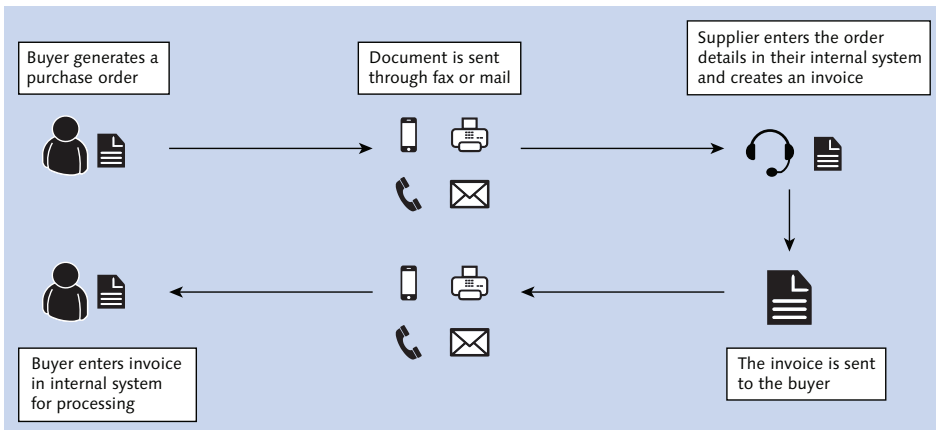 Buyer generates a
purchase order
Document is sent
through fax or mail
Supplier enters the order
details in their internal system
and creates an invoice
Buyer enters invoice
in internal system
for processing
The invoice is sent
to the buyer